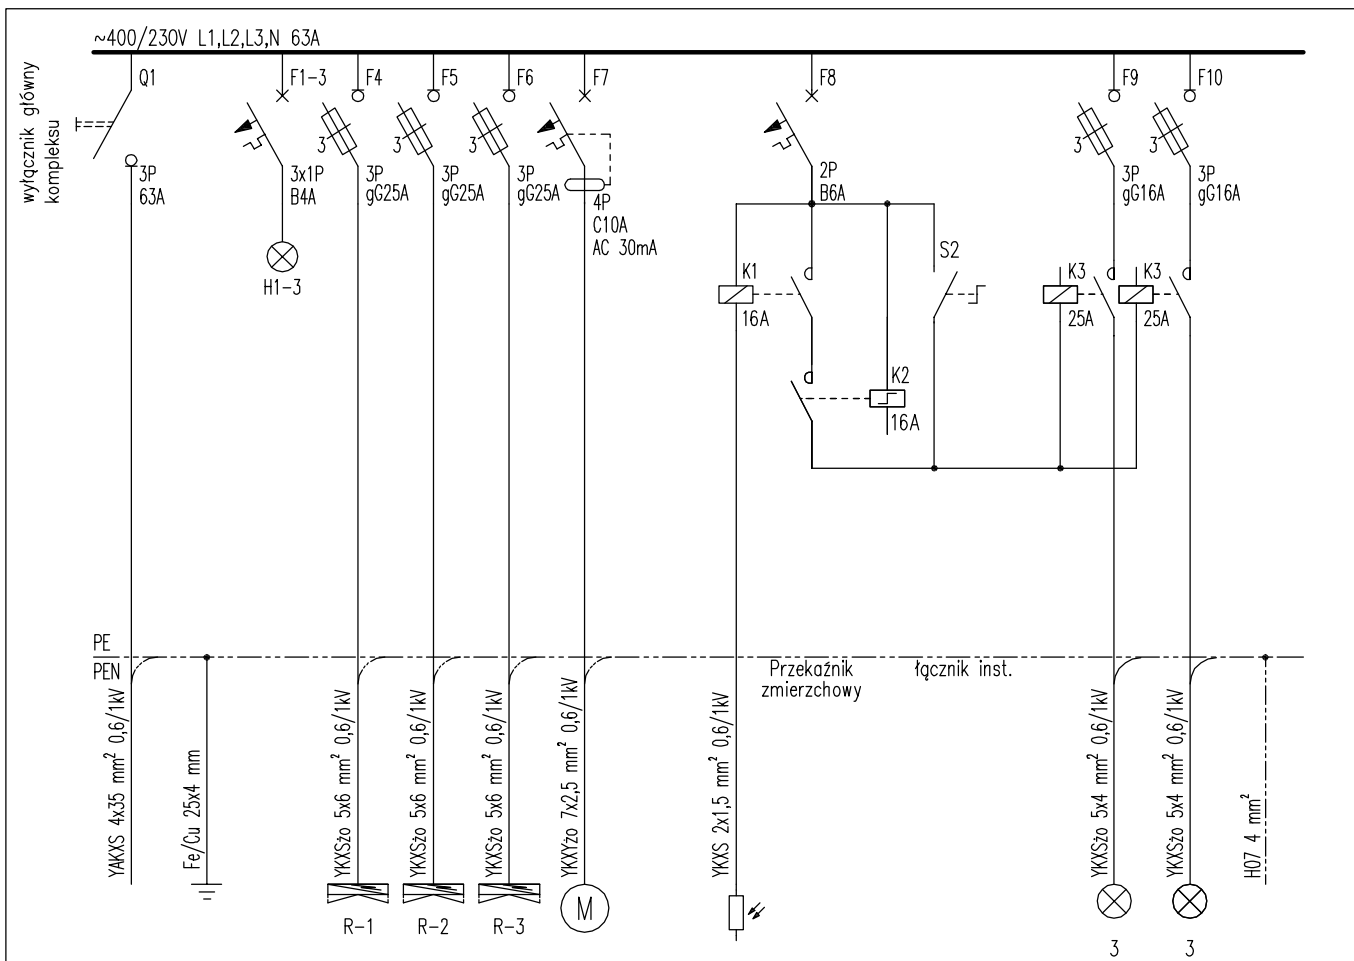 ~400/230V L1,L2,L3,N 63A
wyłącznik główny
kompleksu
Q1
3P
63A
F1-3
3x1P
B4A
H1-3
F4
3
3P
gG25A
F5
3
3P
gG25A
F6
3
3P
gG25A
F7
4P
C10A
AC 30mA
F8
2P
B6A
K1
16A
K2
16A
S2
F9
3
3P
gG16A
K3
25A
F10
3
3P
gG16A
K3
25A
PE
PEN
Przekaźnik
zmierzchowy
łącznik inst.
YAKXS 4x35 mm² 0,6/1kV
Fe/Cu 25x4 mm
YKXSżo 5x6 mm² 0,6/1kV
YKXSżo 5x6 mm² 0,6/1kV
YKXSżo 5x6 mm² 0,6/1kV
YKXYżo 7x2,5 mm² 0,6/1kV
YKXS 2x1,5 mm² 0,6/1kV
YKXSżo 5x4 mm² 0,6/1kV
YKXSżo 5x4 mm² 0,6/1kV
H07 4 mm²
R-1
R-2
R-3
M
3
3